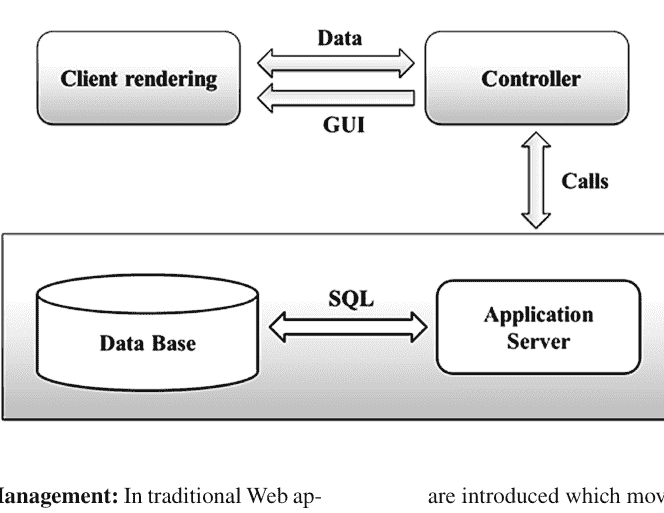 Data
Client rendering
Controller
GUI
Calls
SQL
Data Base
Application
Server
Management: In traditional Web ap-
are introduced which mov